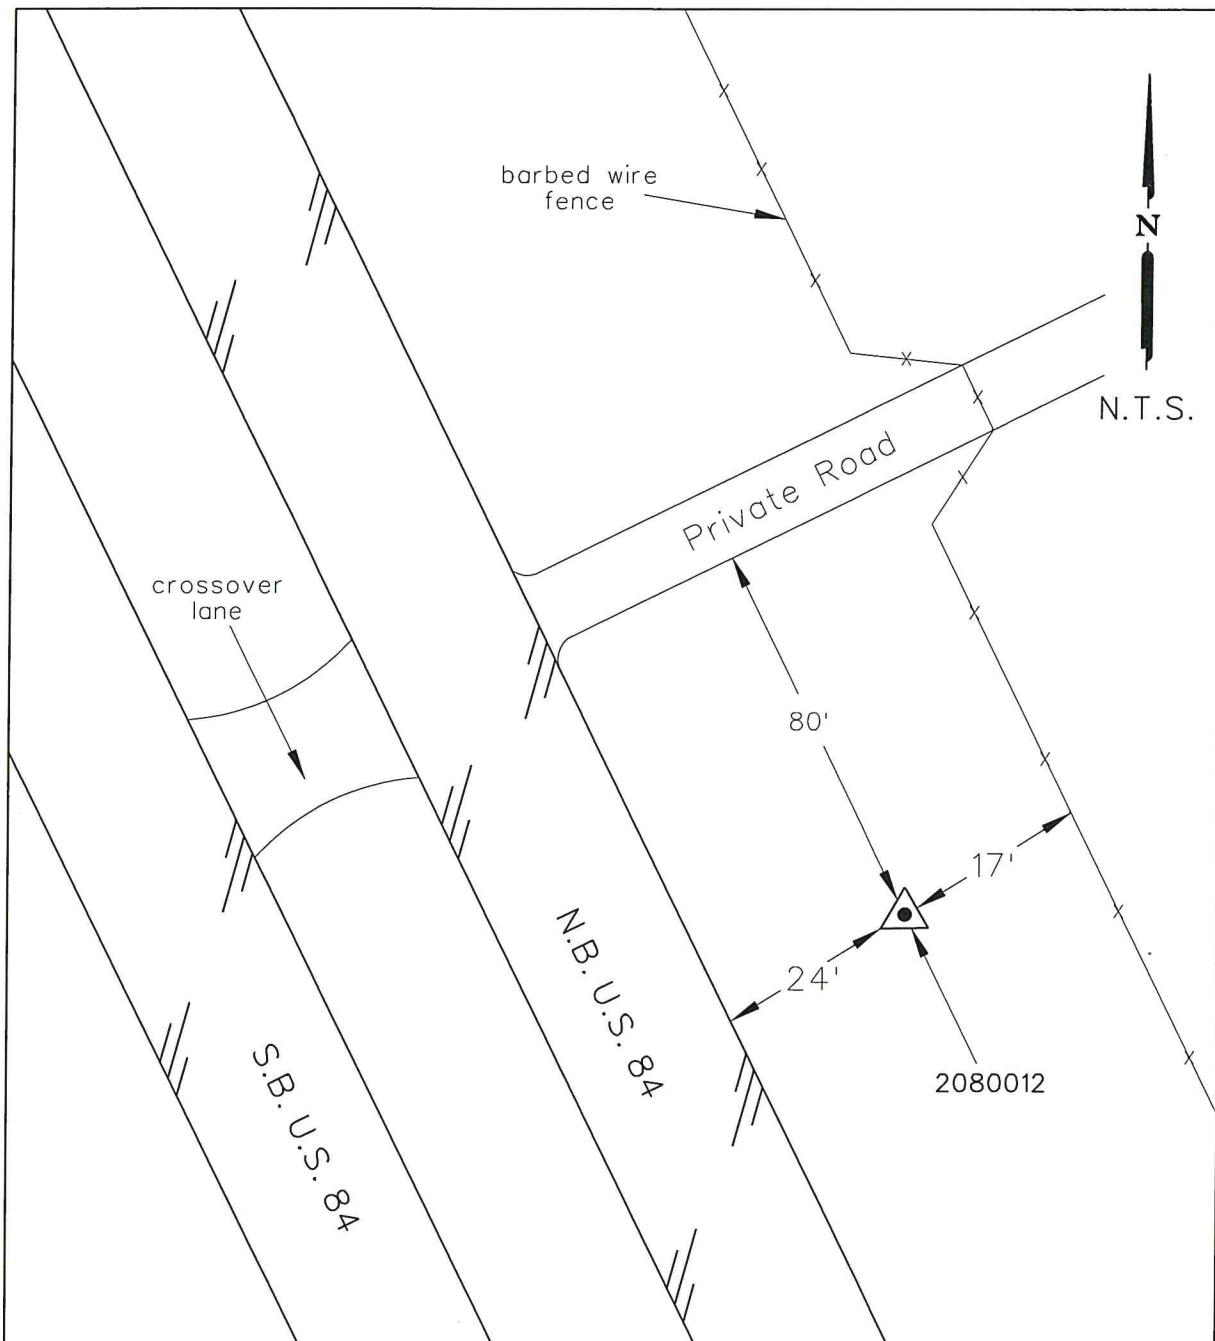 barbed wire
fence
N
N.T.S.
Private Road
crossover
lane
80'
17'
24'
N.B. U.S. 84
2080012
S.B. U.S. 84